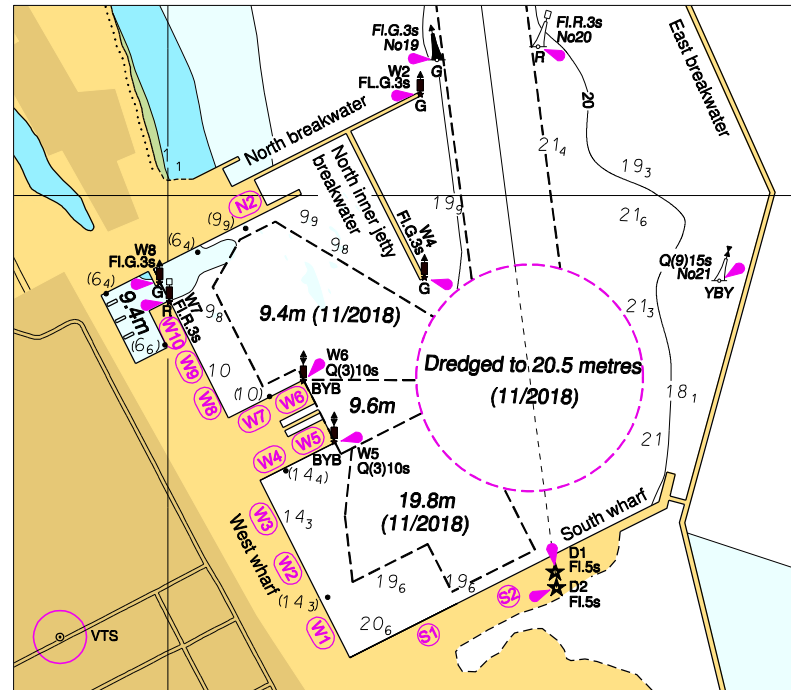 Fl.G.3s
No19
G
Fl.R.3s
No20
R
W2
FL.G.3s
G
20
East breakwater
North breakwater
1₁
21₄
19₃
North inner jetty
breakwater
N2
19₉
21₆
(9₉)
9₉
9₈
W4
Fl.G.3s
G
(6₄)
W8
Fl.G.3s
G
Q(9)15s
No21
YBY
(6₄)
9.4m
R
W7
Fl.R.3s
9₈
9.4m (11/2018)
21₃
W10
(6₆)
W9
10
W8
W6
Q(3)10s
BYB
Dredged to 20.5 metres
(11/2018)
18₁
(10)
W7
W6
9.6m
W5
BYB
W5
Q(3)10s
21
W4
(14₄)
19.8m
(11/2018)
W3
14₃
West wharf
South wharf
W2
D1
Fl.5s
D2
Fl.5s
19₆
19₆
(14₃)
S2
W1
20₆
S1
VTS